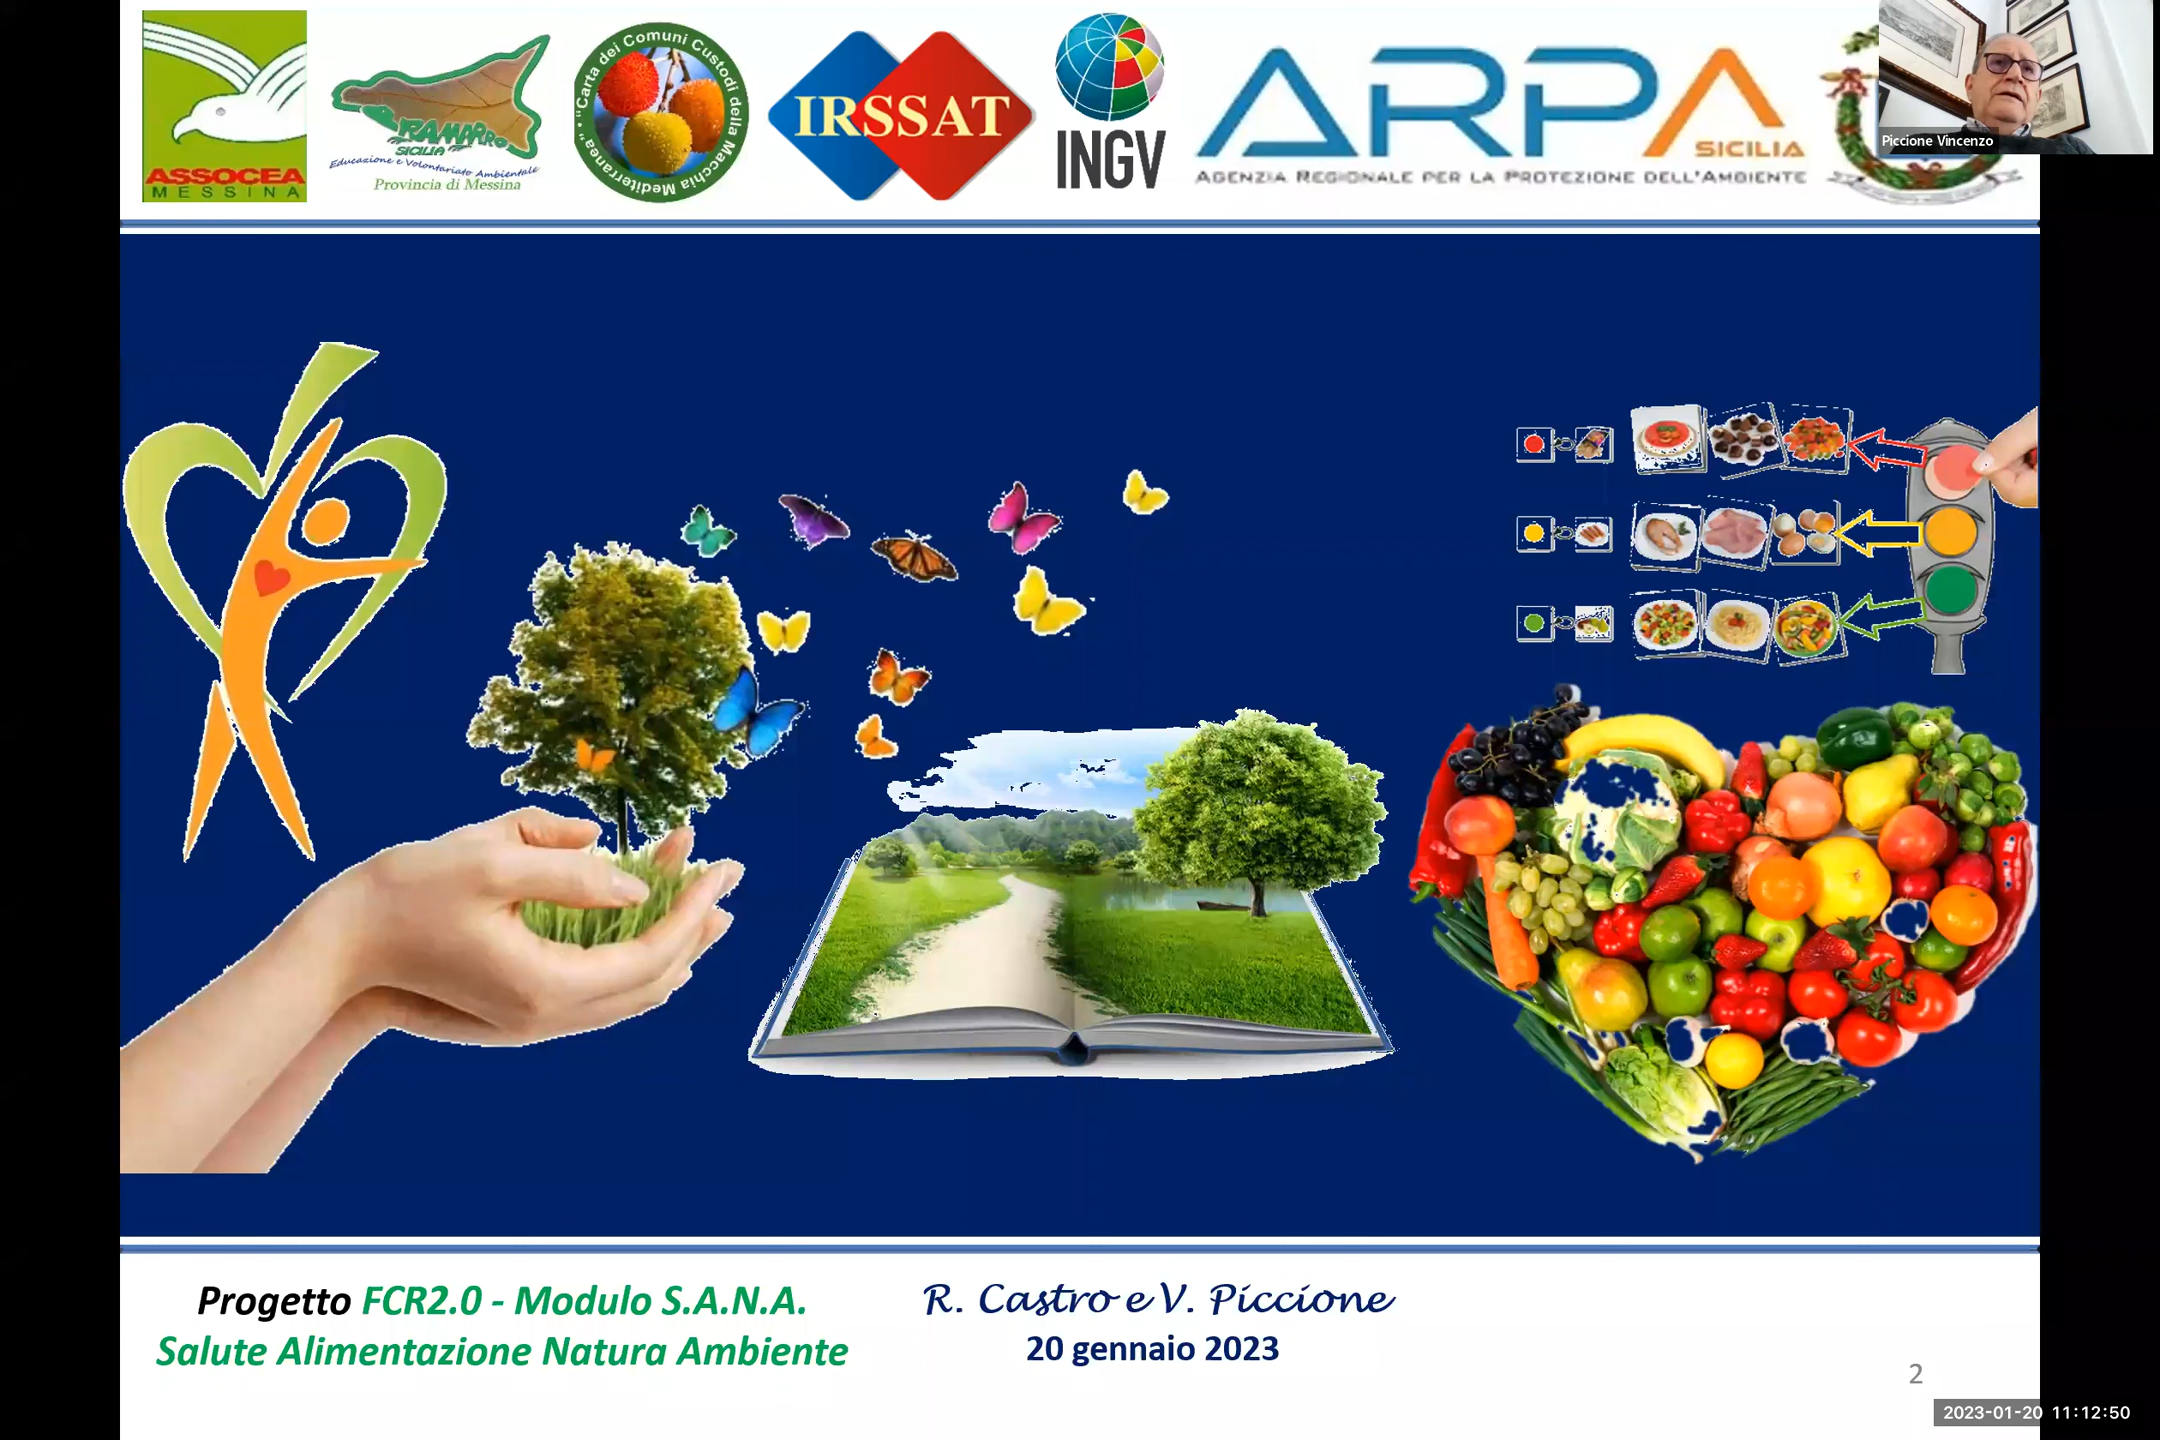 ASSOCEA
MESSINA
RAMARRO
SICILIA
Educazione e Volontariato Ambientale
Provincia di Messina
"Carta dei Comuni Custodi della Macchia Mediterranea"
IRSSAT
INGV
ARPA
SICILIA
AGENZIA REGIONALE PER LA PROTEZIONE DELL'AMBIENTE
Piccione Vincenzo
Progetto FCR2.0 - Modulo S.A.N.A.
Salute Alimentazione Natura Ambiente
R. Castro e V. Piccione
20 gennaio 2023
2
2023-01-20 11:12:50